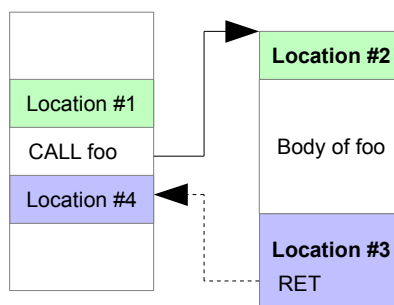 Location #1
CALL foo
Location #4
Location #2
Body of foo
Location #3
RET